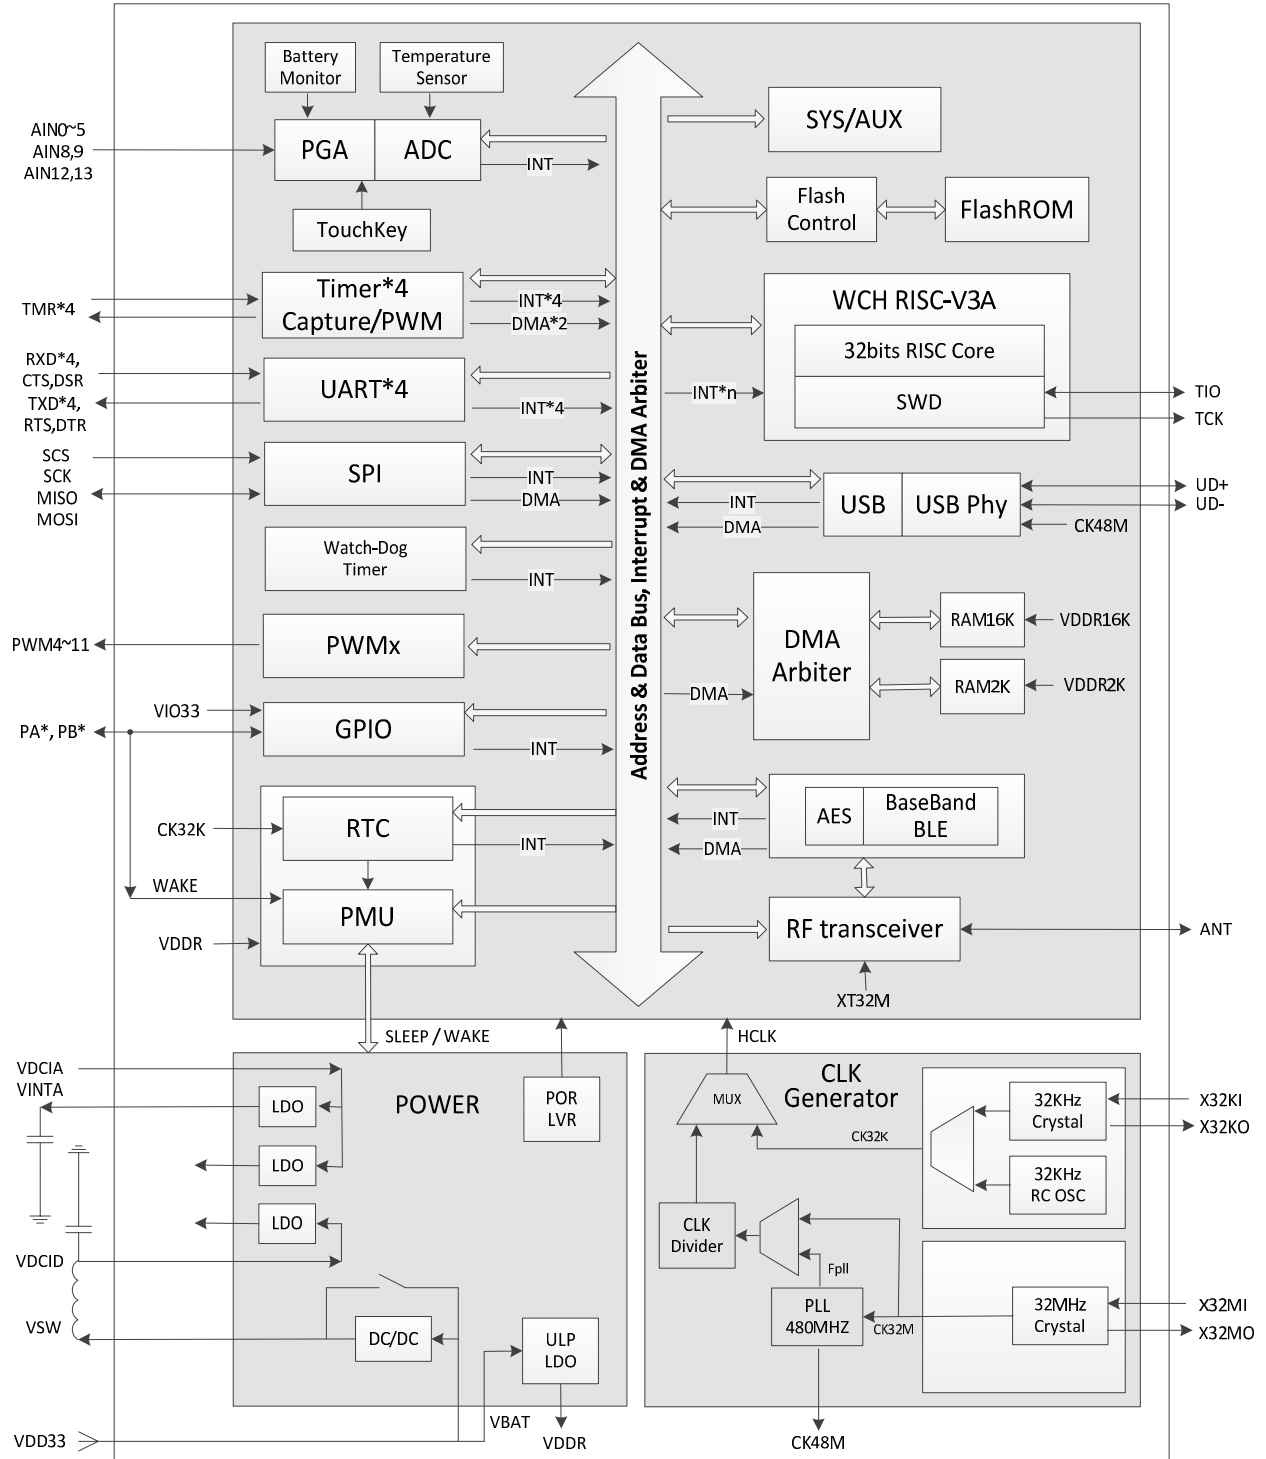 Battery
Monitor
Temperature
Sensor
AIN0~5
AIN8,9
AIN12,13
PGA
ADC
INT
TouchKey
SYS/AUX
Flash
Control
FlashROM
TMR*4
Timer*4
Capture/PWM
INT*4
DMA*2
WCH RISC-V3A
32bits RISC Core
SWD
INT*n
TIO
TCK
RXD*4,
CTS,DSR
TXD*4,
RTS,DTR
UART*4
INT*4
SCS
SCK
MISO
MOSI
SPI
INT
DMA
Address & Data Bus, Interrupt & DMA Arbiter
INT
DMA
USB
USB Phy
UD+
UD-
CK48M
Watch-Dog
Timer
INT
DMA
Arbiter
DMA
RAM16K
VDDR16K
RAM2K
VDDR2K
PWM4~11
PWMx
VIO33
PA*, PB*
GPIO
INT
CK32K
RTC
INT
WAKE
PMU
VDDR
INT
DMA
AES
BaseBand
BLE
RF transceiver
ANT
XT32M
SLEEP / WAKE
HCLK
VDCIA
VINTA
LDO
LDO
LDO
POWER
POR
LVR
VDCID
VSW
DC/DC
ULP
LDO
VBAT
VDDR
VDD33
CLK
Generator
MUX
CK32K
32KHz
Crystal
32KHz
RC OSC
X32KI
X32KO
CLK
Divider
Fpll
PLL
480MHZ
CK32M
32MHz
Crystal
X32MI
X32MO
CK48M